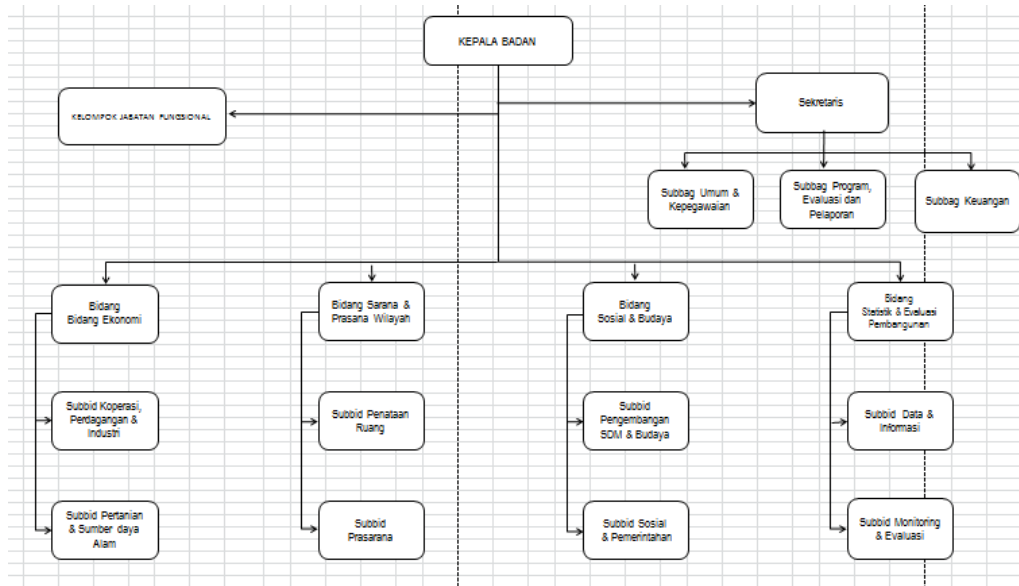 KEPALA BADAN
Sekretaris
KELOMPOK JABATAN FUNGSIONAL
Subbag Umum &
Kepegawaian
Subbag Program,
Evaluasi dan
Pelaporan
Subbag Keuangan
Bidang
Bidang Ekonomi
Bidang Sarana &
Prasana Wilayah
Bidang
Sosial & Budaya
Bidang
Statistik & Evaluasi
Pembangunan
Subbid Koperasi,
Perdagangan &
Industri
Subbid Penataan
Ruang
Subbid
Pengembangan
SDM & Budaya
Subbid Data &
Informasi
Subbid Pertanian
& Sumber daya
Alam
Subbid
Prasarana
Subbid Sosial
& Pemerintahan
Subbid Monitoring
& Evaluasi